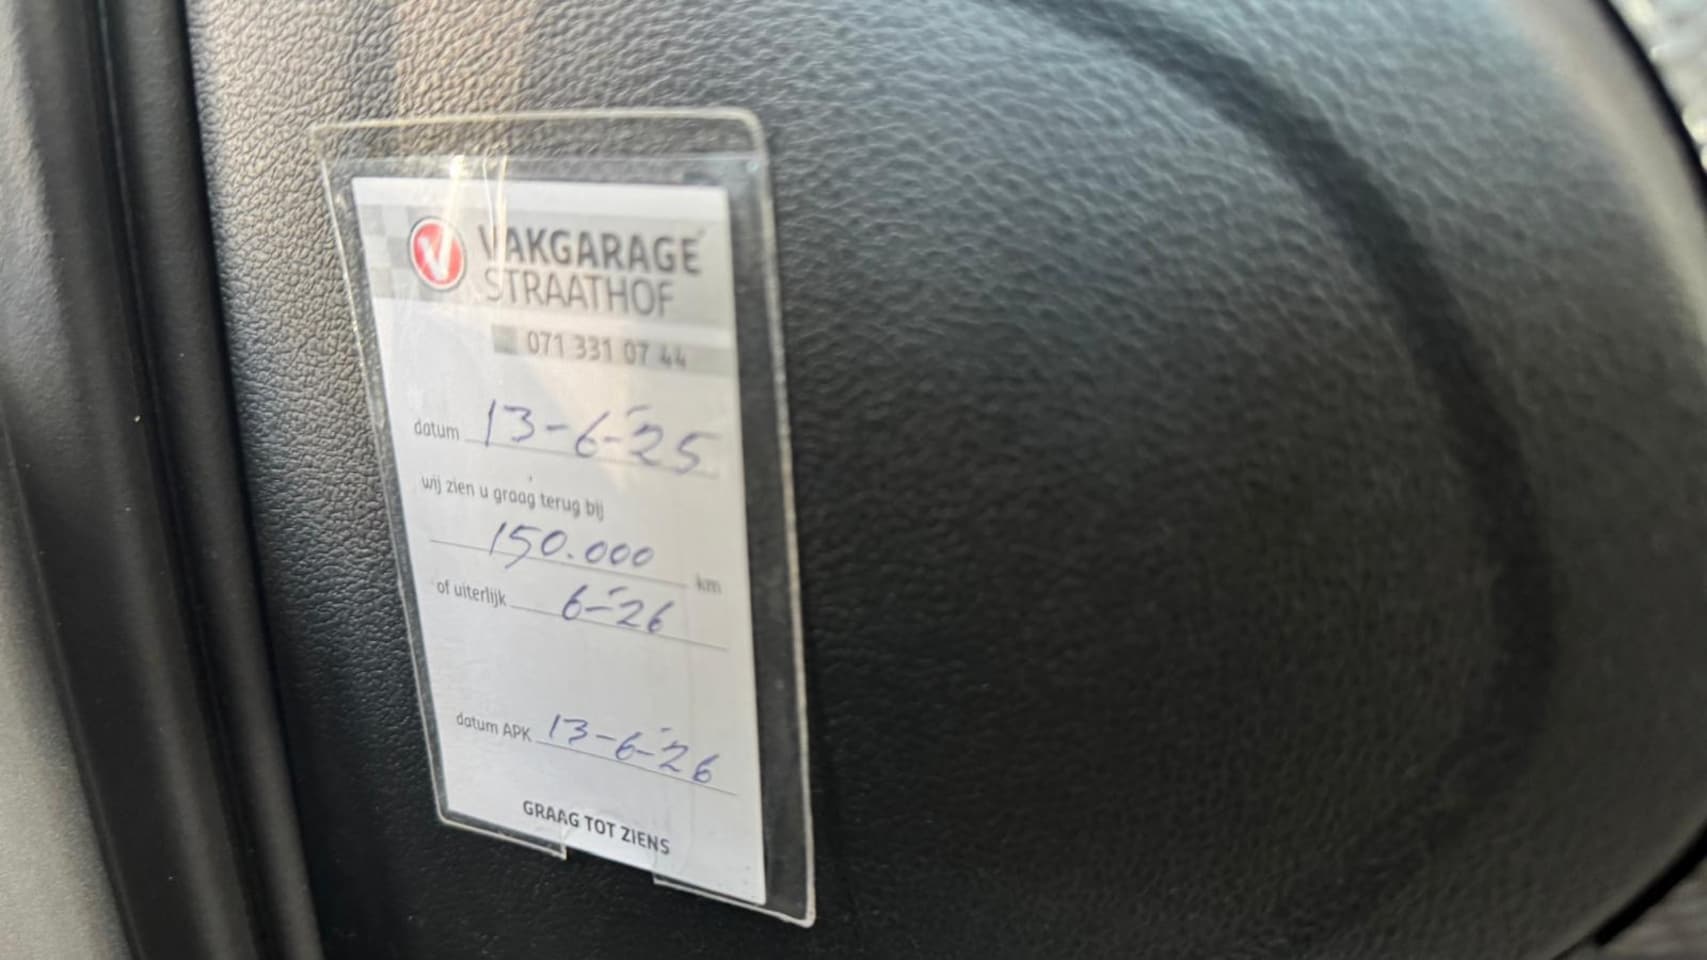 VAKGARAGE
STRAATHOF
071 331 07 44
datum 13-6-25
wij zien u graag terug bij
150.000 km
of uiterlijk 6-26
datum APK 13-6-26
GRAAG TOT ZIENS